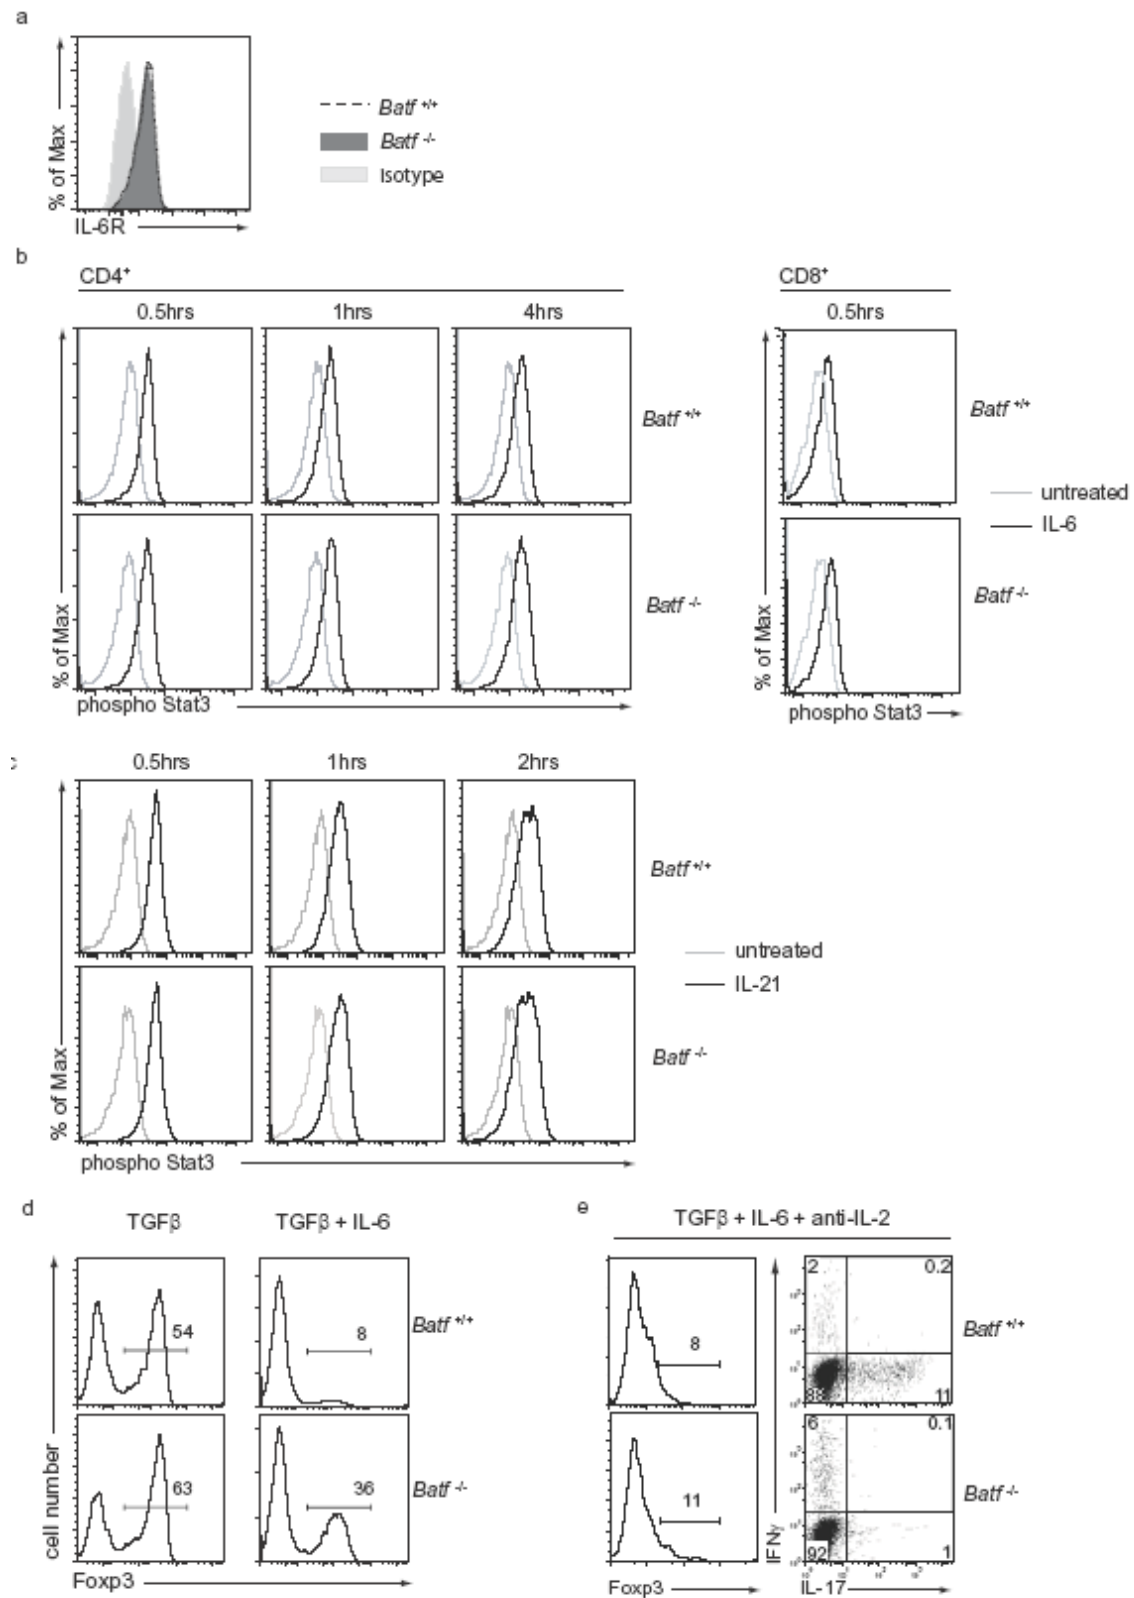 a
% of Max
IL-6R
Batf +/+
Batf -/-
Isotype
b
CD4+
CD8+
0.5hrs
1hrs
4hrs
0.5hrs
Batf +/+
Batf +/+
untreated
IL-6
Batf -/-
Batf -/-
% of Max
% of Max
phospho Stat3
phospho Stat3
0.5hrs
1hrs
2hrs
Batf +/+
untreated
IL-21
Batf -/-
% of Max
phospho Stat3
d
TGFβ
TGFβ + IL-6
54
8
Batf +/+
63
36
Batf -/-
cell number
Foxp3
e
TGFβ + IL-6 + anti-IL-2
8
2
0.2
88
11
Batf +/+
11
6
0.1
92
1
Batf -/-
IFNγ
Foxp3
IL-17